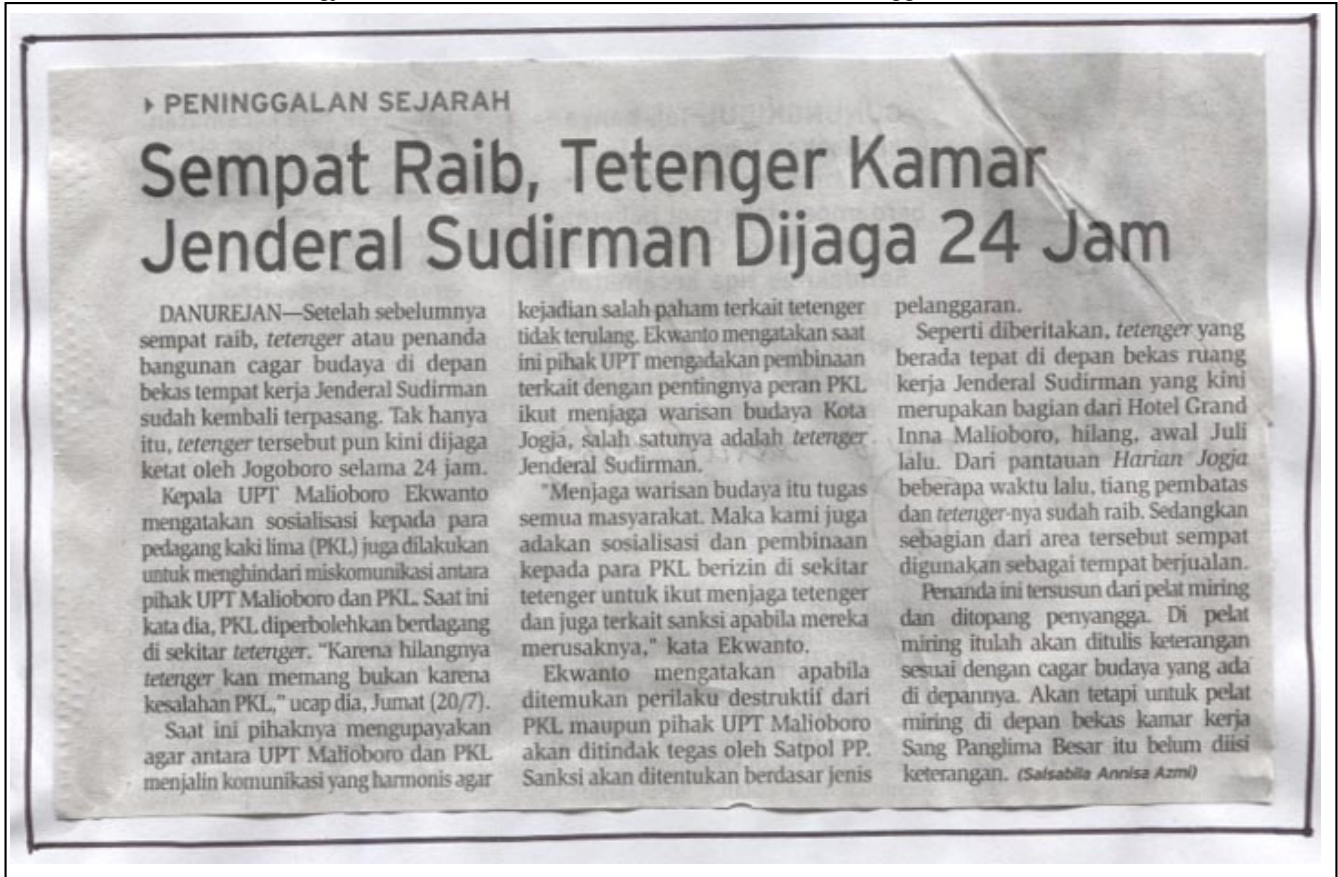 PENINGGALAN SEJARAH
Sempat Raib, Tetenger Kamar
Jenderal Sudirman Dijaga 24 Jam
DANUREJAN—Setelah sebelumnya
sempat raib, tetenger atau penanda
bangunan cagar budaya di depan
bekas tempat kerja Jenderal Sudirman
sudah kembali terpasang. Tak hanya
itu, tetenger tersebut pun kini dijaga
ketat oleh Jogoboro selama 24 jam.
Kepala UPT Malioboro Ekwanto
mengatakan sosialisasi kepada para
pedagang kaki lima (PKL) juga dilakukan
untuk menghindari miskomunikasi antara
pihak UPT Malioboro dan PKL. Saat ini
kata dia, PKL diperbolehkan berdagang
di sekitar tetenger. "Karena hilangnya
tetenger kan memang bukan karena
kesalahan PKL," ucap dia, Jumat (20/7).
Saat ini pihaknya mengupayakan
agar antara UPT Malioboro dan PKL
menjalin komunikasi yang harmonis agar
kejadian salah paham terkait tetenger
tidak terulang. Ekwanto mengatakan saat
ini pihak UPT mengadakan pembinaan
terkait dengan pentingnya peran PKL
ikut menjaga warisan budaya Kota
Jogja, salah satunya adalah tetenger
Jenderal Sudirman.
"Menjaga warisan budaya itu tugas
semua masyarakat. Maka kami juga
adakan sosialisasi dan pembinaan
kepada para PKL berizin di sekitar
tetenger untuk ikut menjaga tetenger
dan juga terkait sanksi apabila mereka
merusaknya," kata Ekwanto.
Ekwanto mengatakan apabila
ditemukan perilaku destruktif dari
PKL maupun pihak UPT Malioboro
akan ditindak tegas oleh Satpol PP.
Sanksi akan ditentukan berdasar jenis
pelanggaran.
Seperti diberitakan, tetenger yang
berada tepat di depan bekas ruang
kerja Jenderal Sudirman yang kini
merupakan bagian dari Hotel Grand
Inna Malioboro, hilang, awal Juli
lalu. Dari pantauan Harian Jogja
beberapa waktu lalu, tiang pembatas
dan tetenger-nya sudah raib. Sedangkan
sebagian dari area tersebut sempat
digunakan sebagai tempat berjualan.
Penanda ini tersusun dari pelat miring
dan ditopang penyangga. Di pelat
miring itulah akan ditulis keterangan
sesuai dengan cagar budaya yang ada
di depannya. Akan tetapi untuk pelat
miring di depan bekas kamar kerja
Sang Panglima Besar itu belum diisi
keterangan. (Salsabila Annisa Azmi)